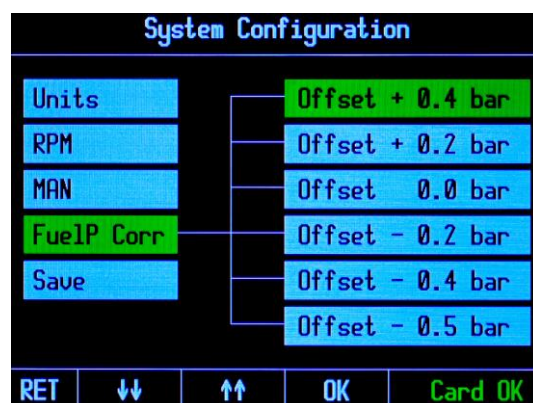 System Configuration
Units
RPM
MAN
FuelP Corr
Save
Offset + 0.4 bar
Offset + 0.2 bar
Offset 0.0 bar
Offset - 0.2 bar
Offset - 0.4 bar
Offset - 0.5 bar
RET ↓↓ ↑↑ OK Card OK